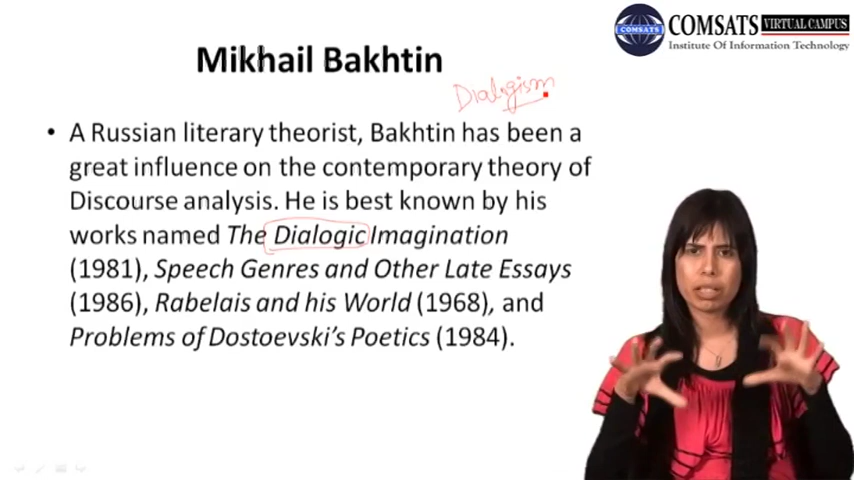 COMSATS VIRTUAL CAMPUS
COMSATS
Institute Of Information Technology
Mikhail Bakhtin
Dialogism
• A Russian literary theorist, Bakhtin has been a
great influence on the contemporary theory of
Discourse analysis. He is best known by his
works named The Dialogic Imagination
(1981), Speech Genres and Other Late Essays
(1986), Rabelais and his World (1968), and
Problems of Dostoevski's Poetics (1984).